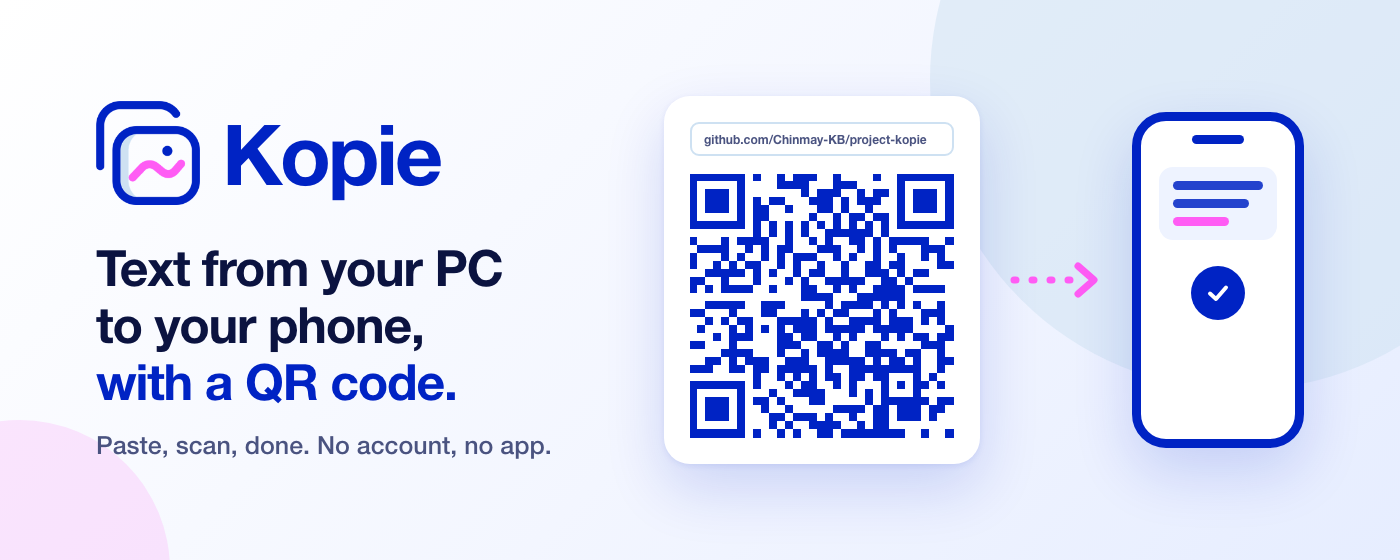 Kopie
Text from your PC
to your phone,
with a QR code.
Paste, scan, done. No account, no app.
github.com/Chinmay-KB/project-kopie